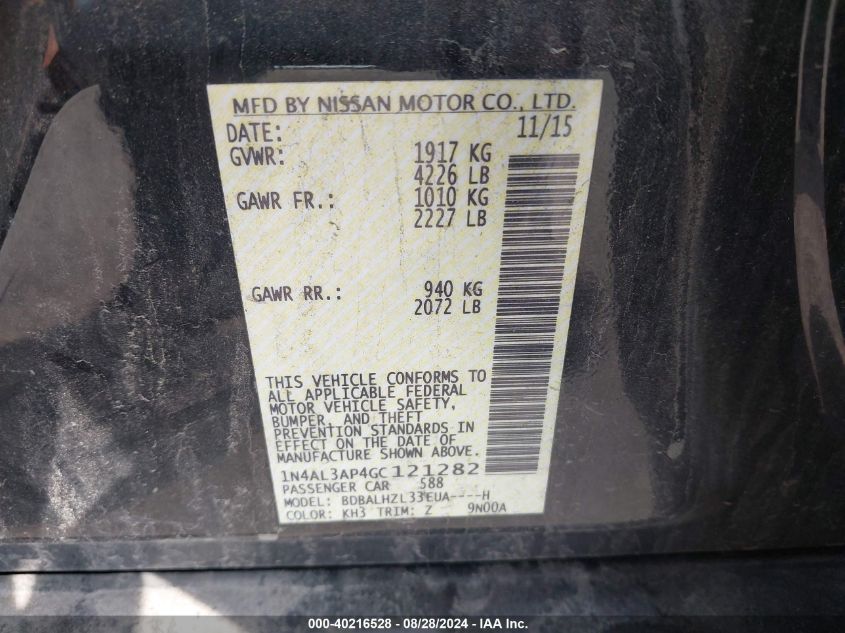 MFD BY NISSAN MOTOR CO., LTD.
DATE: 11/15
GVWR: 1917 KG
4226 LB
GAWR FR.: 1010 KG
2227 LB
GAWR RR.: 940 KG
2072 LB
THIS VEHICLE CONFORMS TO
ALL APPLICABLE FEDERAL
MOTOR VEHICLE SAFETY,
BUMPER, AND THEFT
PREVENTION STANDARDS IN
EFFECT ON THE DATE OF
MANUFACTURE SHOWN ABOVE.
1N4AL3AP4GC121282
PASSENGER CAR 588
MODEL: BDBALHZL33EUA----H
COLOR: KH3 TRIM: Z 9N00A
000-40216528 - 08/28/2024 - IAA Inc.